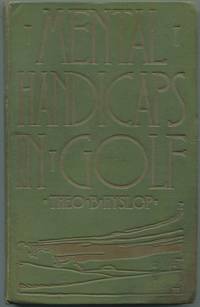 MENTAL
HANDICAPS
IN·GOLF
·THEO·B·HYSLOP·